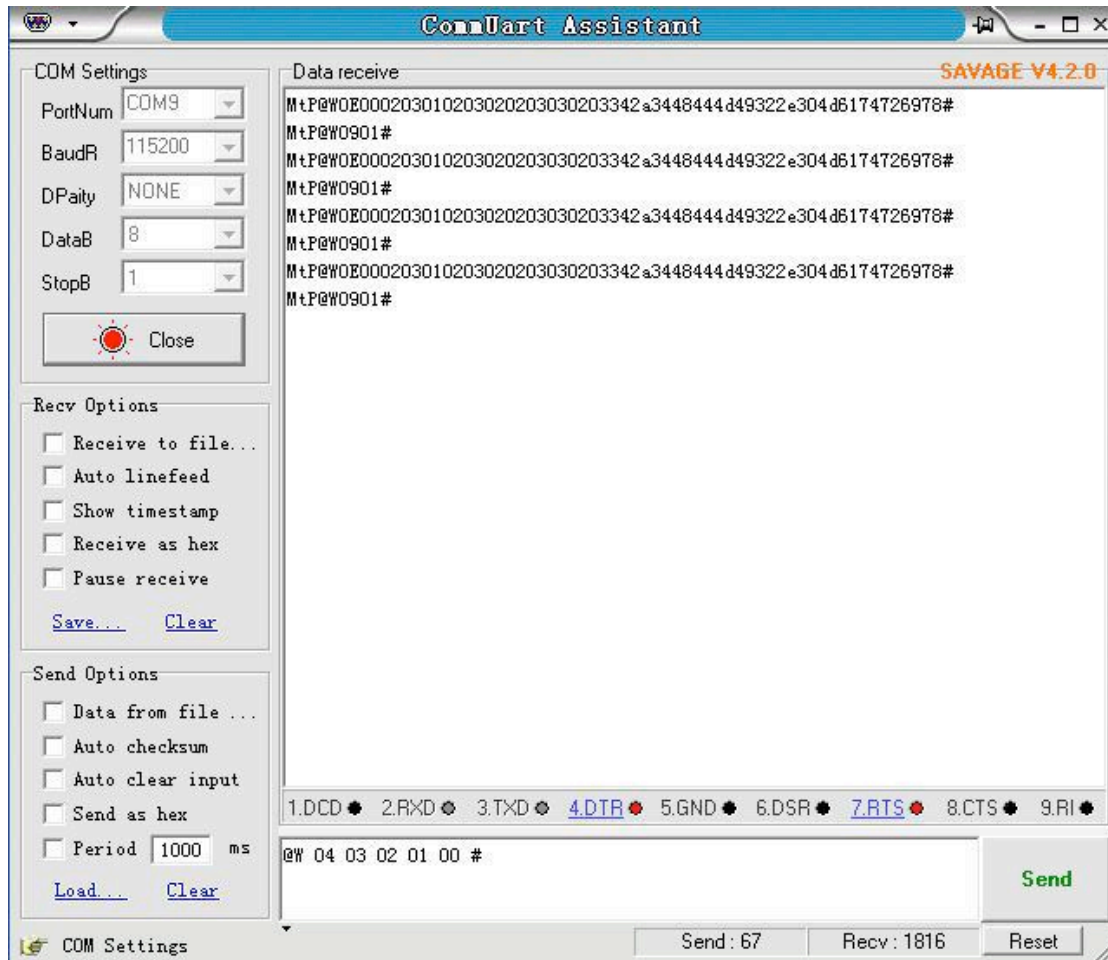 CommUart Assistant
COM Settings
PortNum COM9
BaudR 115200
DPaity NONE
DataB 8
StopB 1
Close
Recv Options
Receive to file...
Auto linefeed
Show timestamp
Receive as hex
Pause receive
Save... Clear
Send Options
Data from file ...
Auto checksum
Auto clear input
Send as hex
Period 1000 ms
Load... Clear
COM Settings
Data receive
SAVAGE V4.2.0
MtP@W0E000203010203020203030203342a3448444d49322e304d6174726978#
MtP@W0901#
MtP@W0E000203010203020203030203342a3448444d49322e304d6174726978#
MtP@W0901#
MtP@W0E000203010203020203030203342a3448444d49322e304d6174726978#
MtP@W0901#
MtP@W0E000203010203020203030203342a3448444d49322e304d6174726978#
MtP@W0901#
1.DCD 2.RXD 3.TXD 4.DTR 5.GND 6.DSR 7.RTS 8.CTS 9.RI
@W 04 03 02 01 00 #
Send
Send : 67 Recv : 1816 Reset